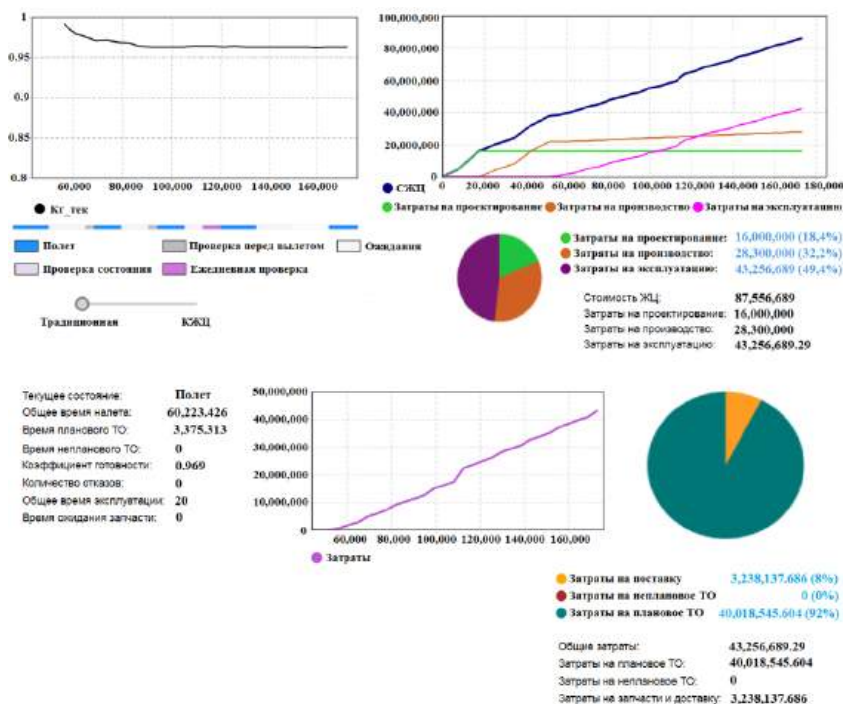 1
0.95
0.9
0.85
0.8
60,000 80,000 100,000 120,000 140,000 160,000
Кг_тек
100,000,000
80,000,000
60,000,000
40,000,000
20,000,000
0
0 20,000 40,000 60,000 80,000 100,000 120,000 140,000 160,000 180,000
СЖЦ
Затраты на проектирование Затраты на производство Затраты на эксплуатацию
Полет Проверка перед вылетом Ожидания
Проверка состояния Ежедневная проверка
Традиционная КЖЦ
Затраты на проектирование: 16,000,000 (18,4%)
Затраты на производство: 28,300,000 (32,2%)
Затраты на эксплуатацию: 43,256,689 (49,4%)
Стоимость ЖЦ: 87,556,689
Затраты на проектирование: 16,000,000
Затраты на производство: 28,300,000
Затраты на эксплуатацию: 43,256,689.29
Текущее состояние: Полет
Общее время налета: 60,223.426
Время планового ТО: 3,375.313
Время непланового ТО: 0
Коэффициент готовности: 0.969
Количество отказов: 0
Общее время эксплуатации: 20
Время ожидания запчасти: 0
50,000,000
40,000,000
30,000,000
20,000,000
10,000,000
0
60,000 80,000 100,000 120,000 140,000 160,000
Затраты
Затраты на поставку 3,238,137.686 (8%)
Затраты на неплановое ТО 0 (0%)
Затраты на плановое ТО 40,018,545.604 (92%)
Общие затраты: 43,256,689.29
Затраты на плановое ТО: 40,018,545.604
Затраты на неплановое ТО: 0
Затраты на запчасти и доставку: 3,238,137.686